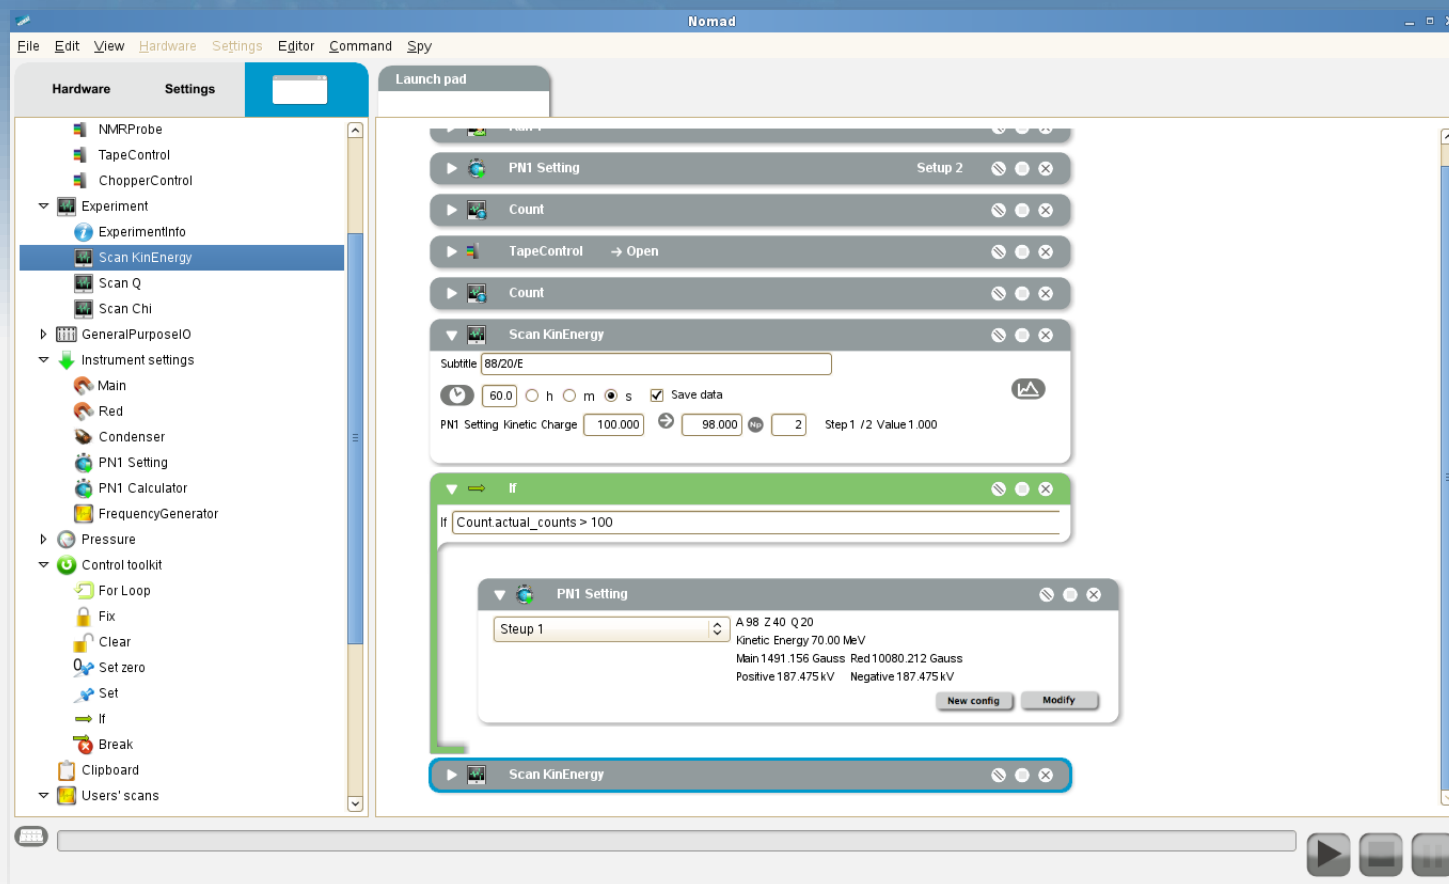 Nomad
File Edit View Hardware Settings Editor Command Spy
Hardware Settings
Launch pad
NMRProbe
TapeControl
ChopperControl
Experiment
ExperimentInfo
Scan KinEnergy
Scan Q
Scan Chi
GeneralPurposeIO
Instrument settings
Main
Red
Condenser
PN1 Setting
PN1 Calculator
FrequencyGenerator
Pressure
Control toolkit
For Loop
Fix
Clear
Set zero
Set
If
Break
Clipboard
Users' scans
PN1 Setting Setup 2
Count
TapeControl → Open
Count
Scan KinEnergy
Subtitle 88/20/E
60.0 h m s Save data
PN1 Setting Kinetic Charge 100.000 98.000 Np 2 Step 1 / 2 Value 1.000
If
If Count.actual_counts > 100
PN1 Setting
Steup 1
A 98 Z 40 Q 20
Kinetic Energy 70.00 MeV
Main 1491.156 Gauss Red 10080.212 Gauss
Positive 187.475 kV Negative 187.475 kV
New config Modify
Scan KinEnergy